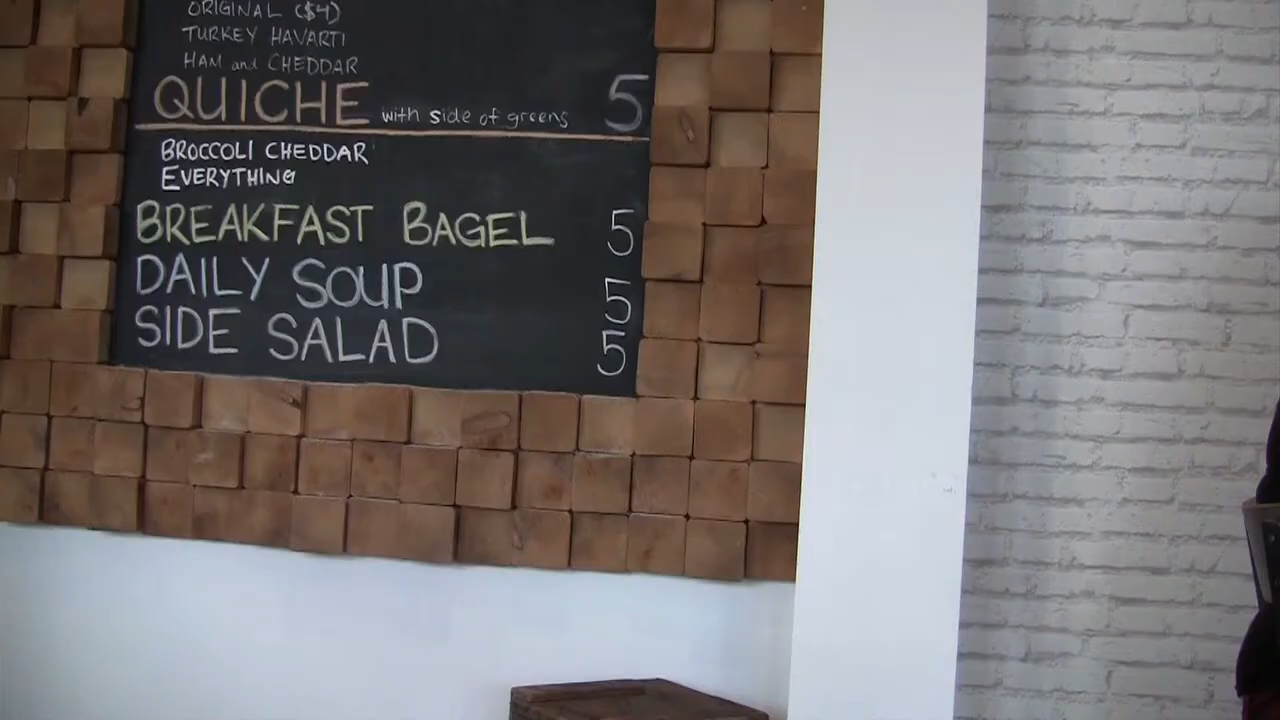 ORIGINAL ($4)
TURKEY HAVARTI
HAM and CHEDDAR
QUICHE with side of greens 5
BROCCOLI CHEDDAR
EVERYTHING
BREAKFAST BAGEL 5
DAILY SOUP 5
SIDE SALAD 5